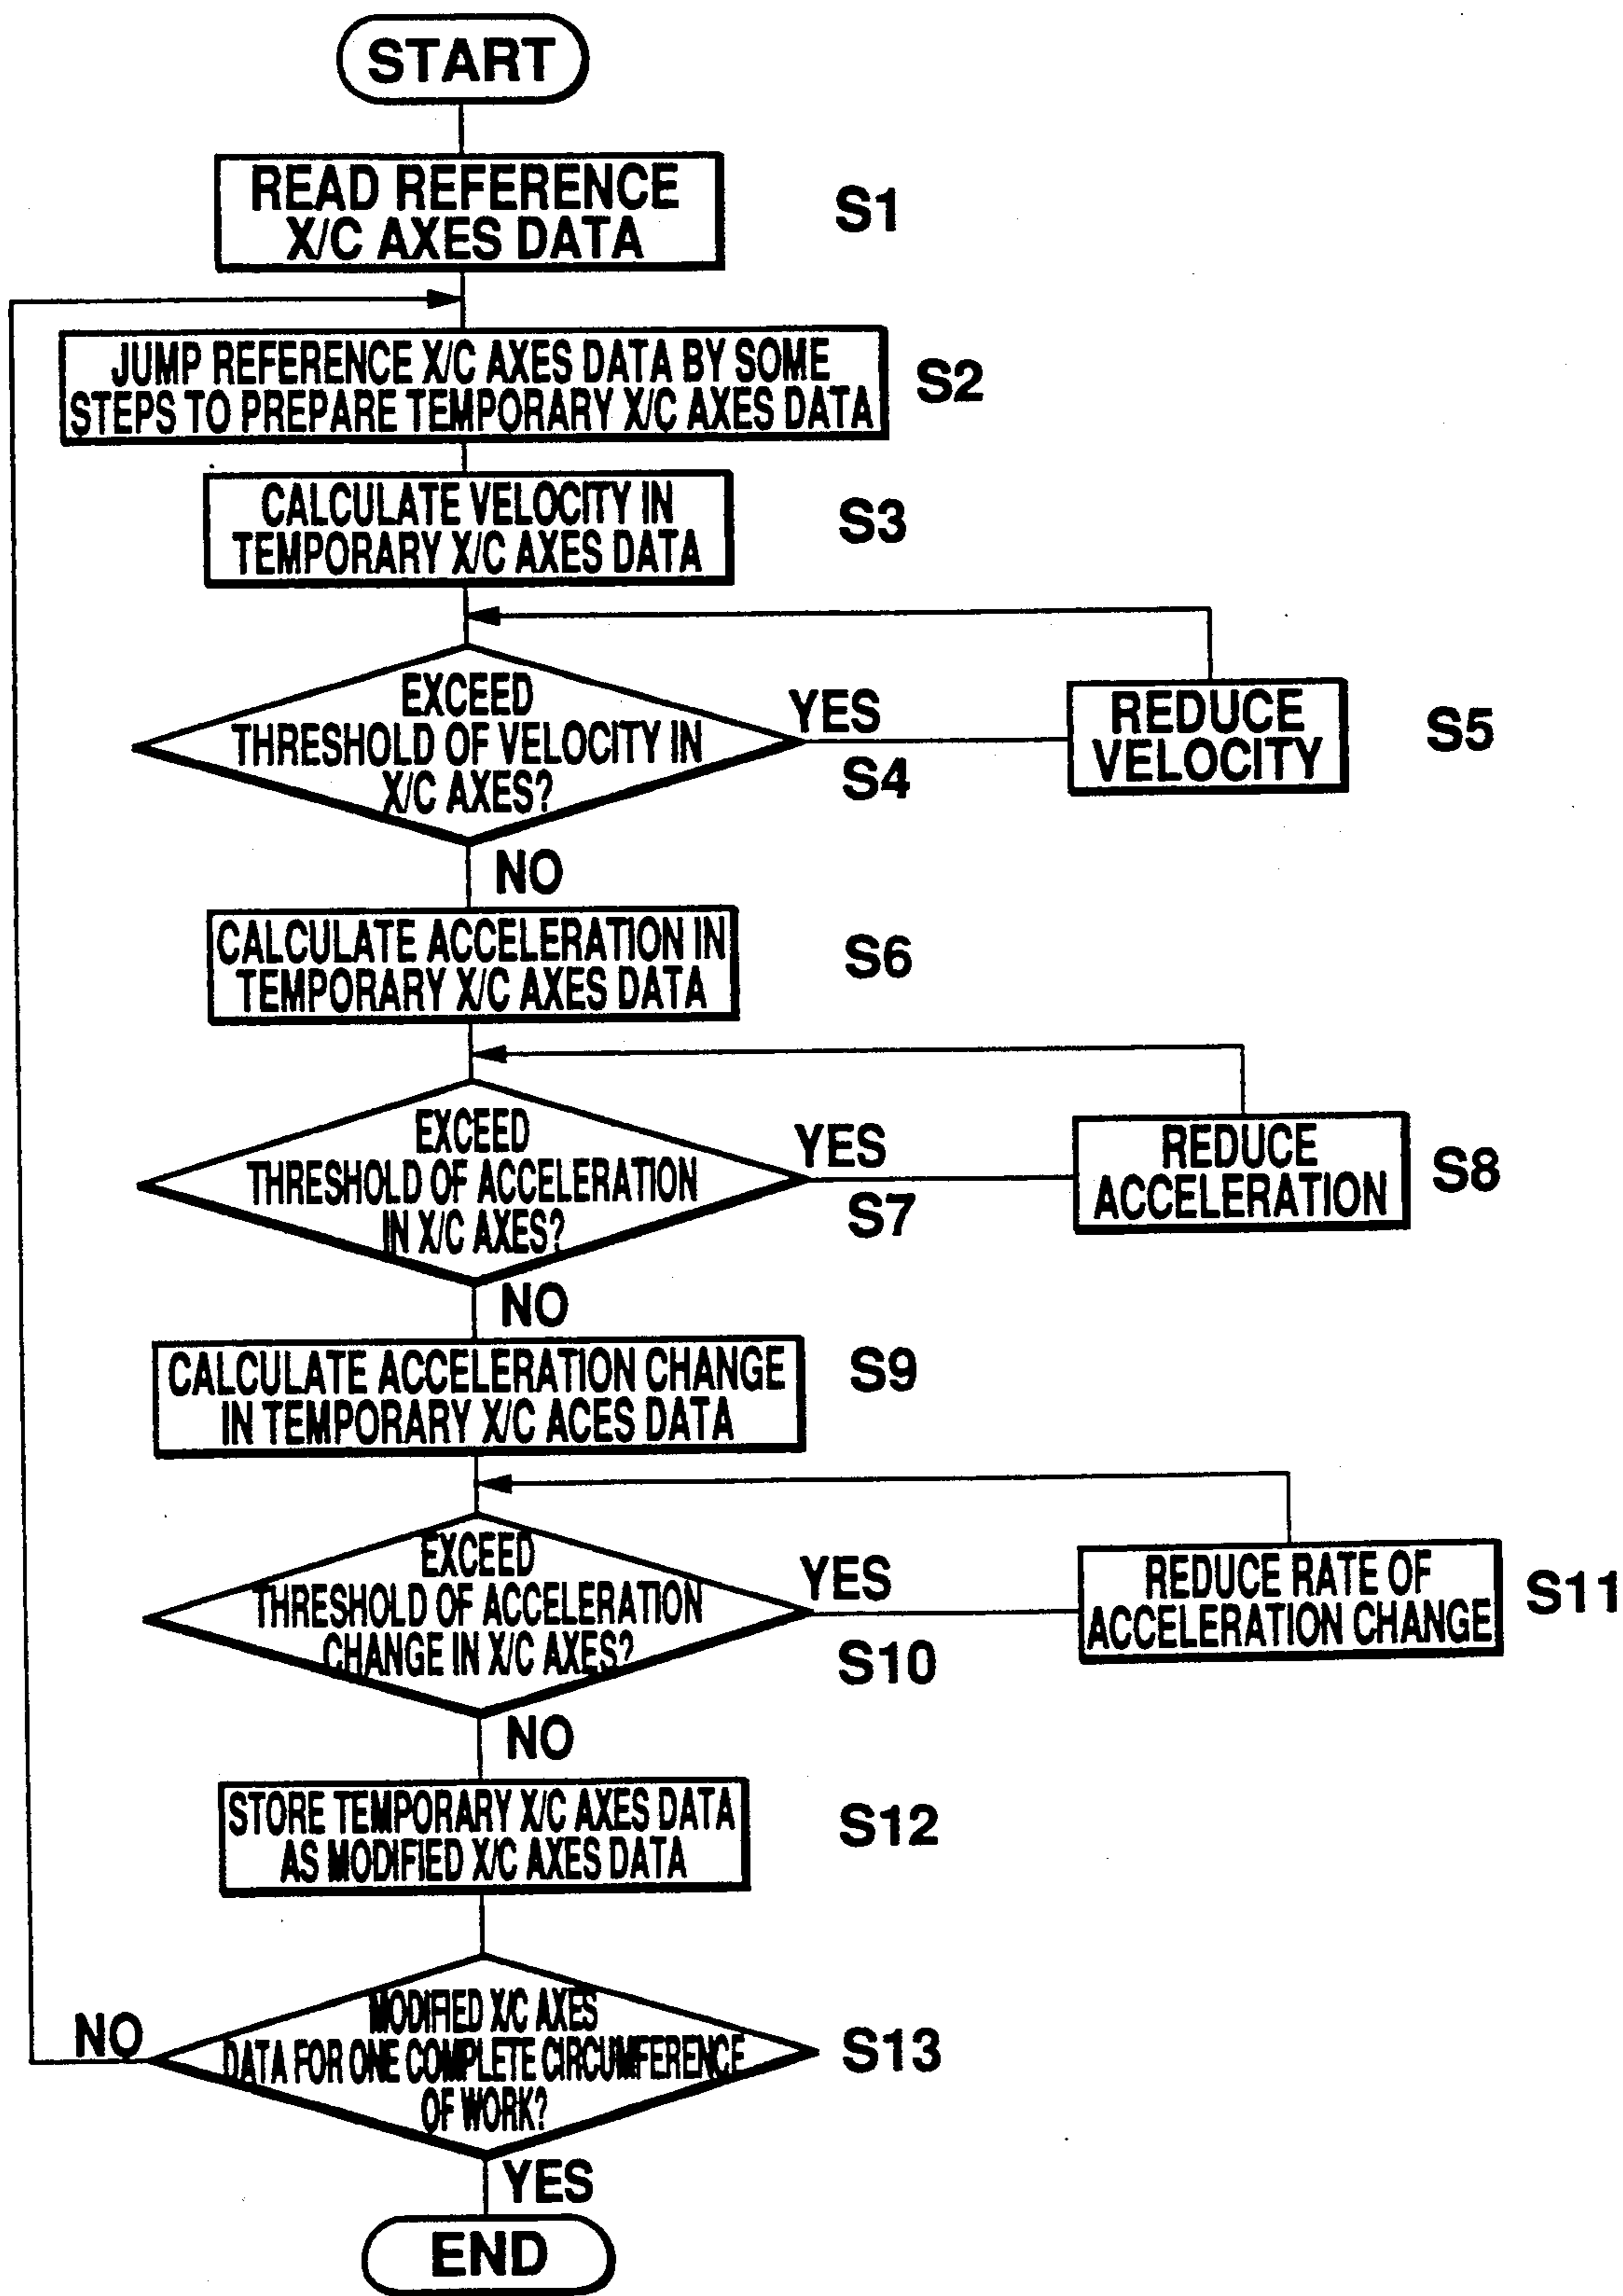 START
READ REFERENCE
X/C AXES DATA
S1
JUMP REFERENCE X/C AXES DATA BY SOME
STEPS TO PREPARE TEMPORARY X/C AXES DATA
S2
CALCULATE VELOCITY IN
TEMPORARY X/C AXES DATA
S3
EXCEED
THRESHOLD OF VELOCITY IN
X/C AXES?
YES
S4
REDUCE
VELOCITY
S5
NO
CALCULATE ACCELERATION IN
TEMPORARY X/C AXES DATA
S6
EXCEED
THRESHOLD OF ACCELERATION
IN X/C AXES?
YES
S7
REDUCE
ACCELERATION
S8
NO
CALCULATE ACCELERATION CHANGE
IN TEMPORARY X/C ACES DATA
S9
EXCEED
THRESHOLD OF ACCELERATION
CHANGE IN X/C AXES?
YES
S10
REDUCE RATE OF
ACCELERATION CHANGE
S11
NO
STORE TEMPORARY X/C AXES DATA
AS MODIFIED X/C AXES DATA
S12
MODIFIED X/C AXES
DATA FOR ONE COMPLETE CIRCUMFERENCE
OF WORK?
NO
S13
YES
END